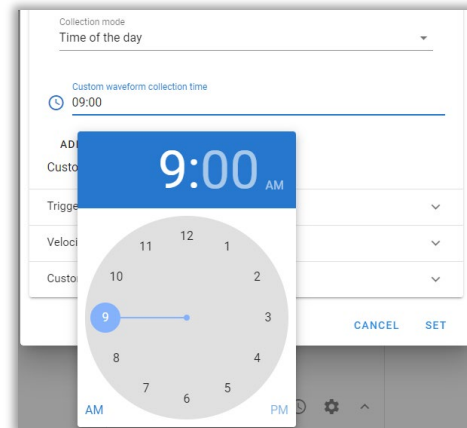 Collection mode
Time of the day
Custom waveform collection time
09:00
9:00 AM
12
11 1
10 2
9 3
8 4
7 5
6
AM PM
CANCEL SET